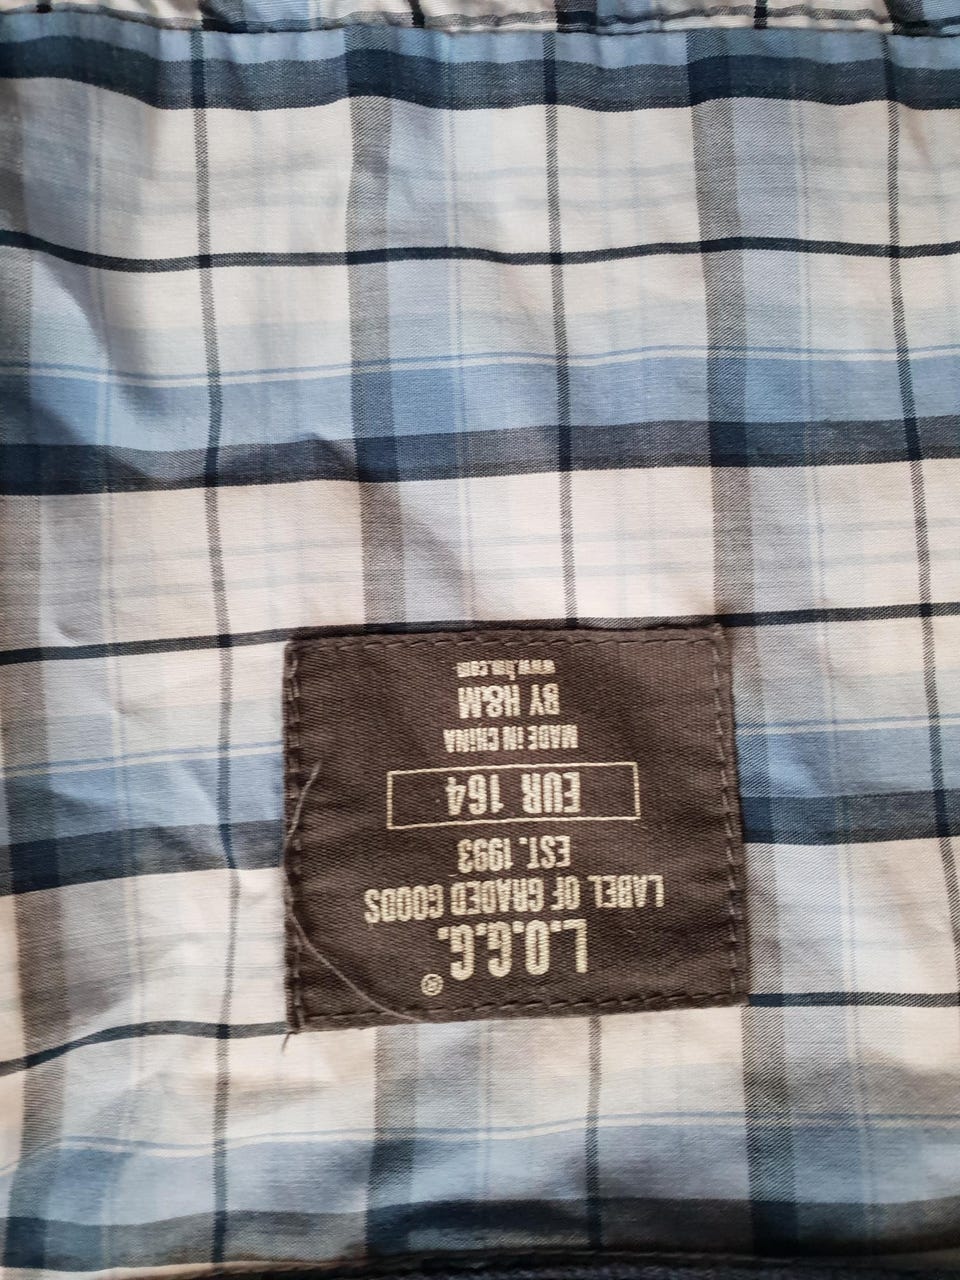 L.O.G.G.®
LABEL OF GRADED GOODS
EST. 1993
EUR 164
MADE IN CHINA
BY H&M
www.hm.com